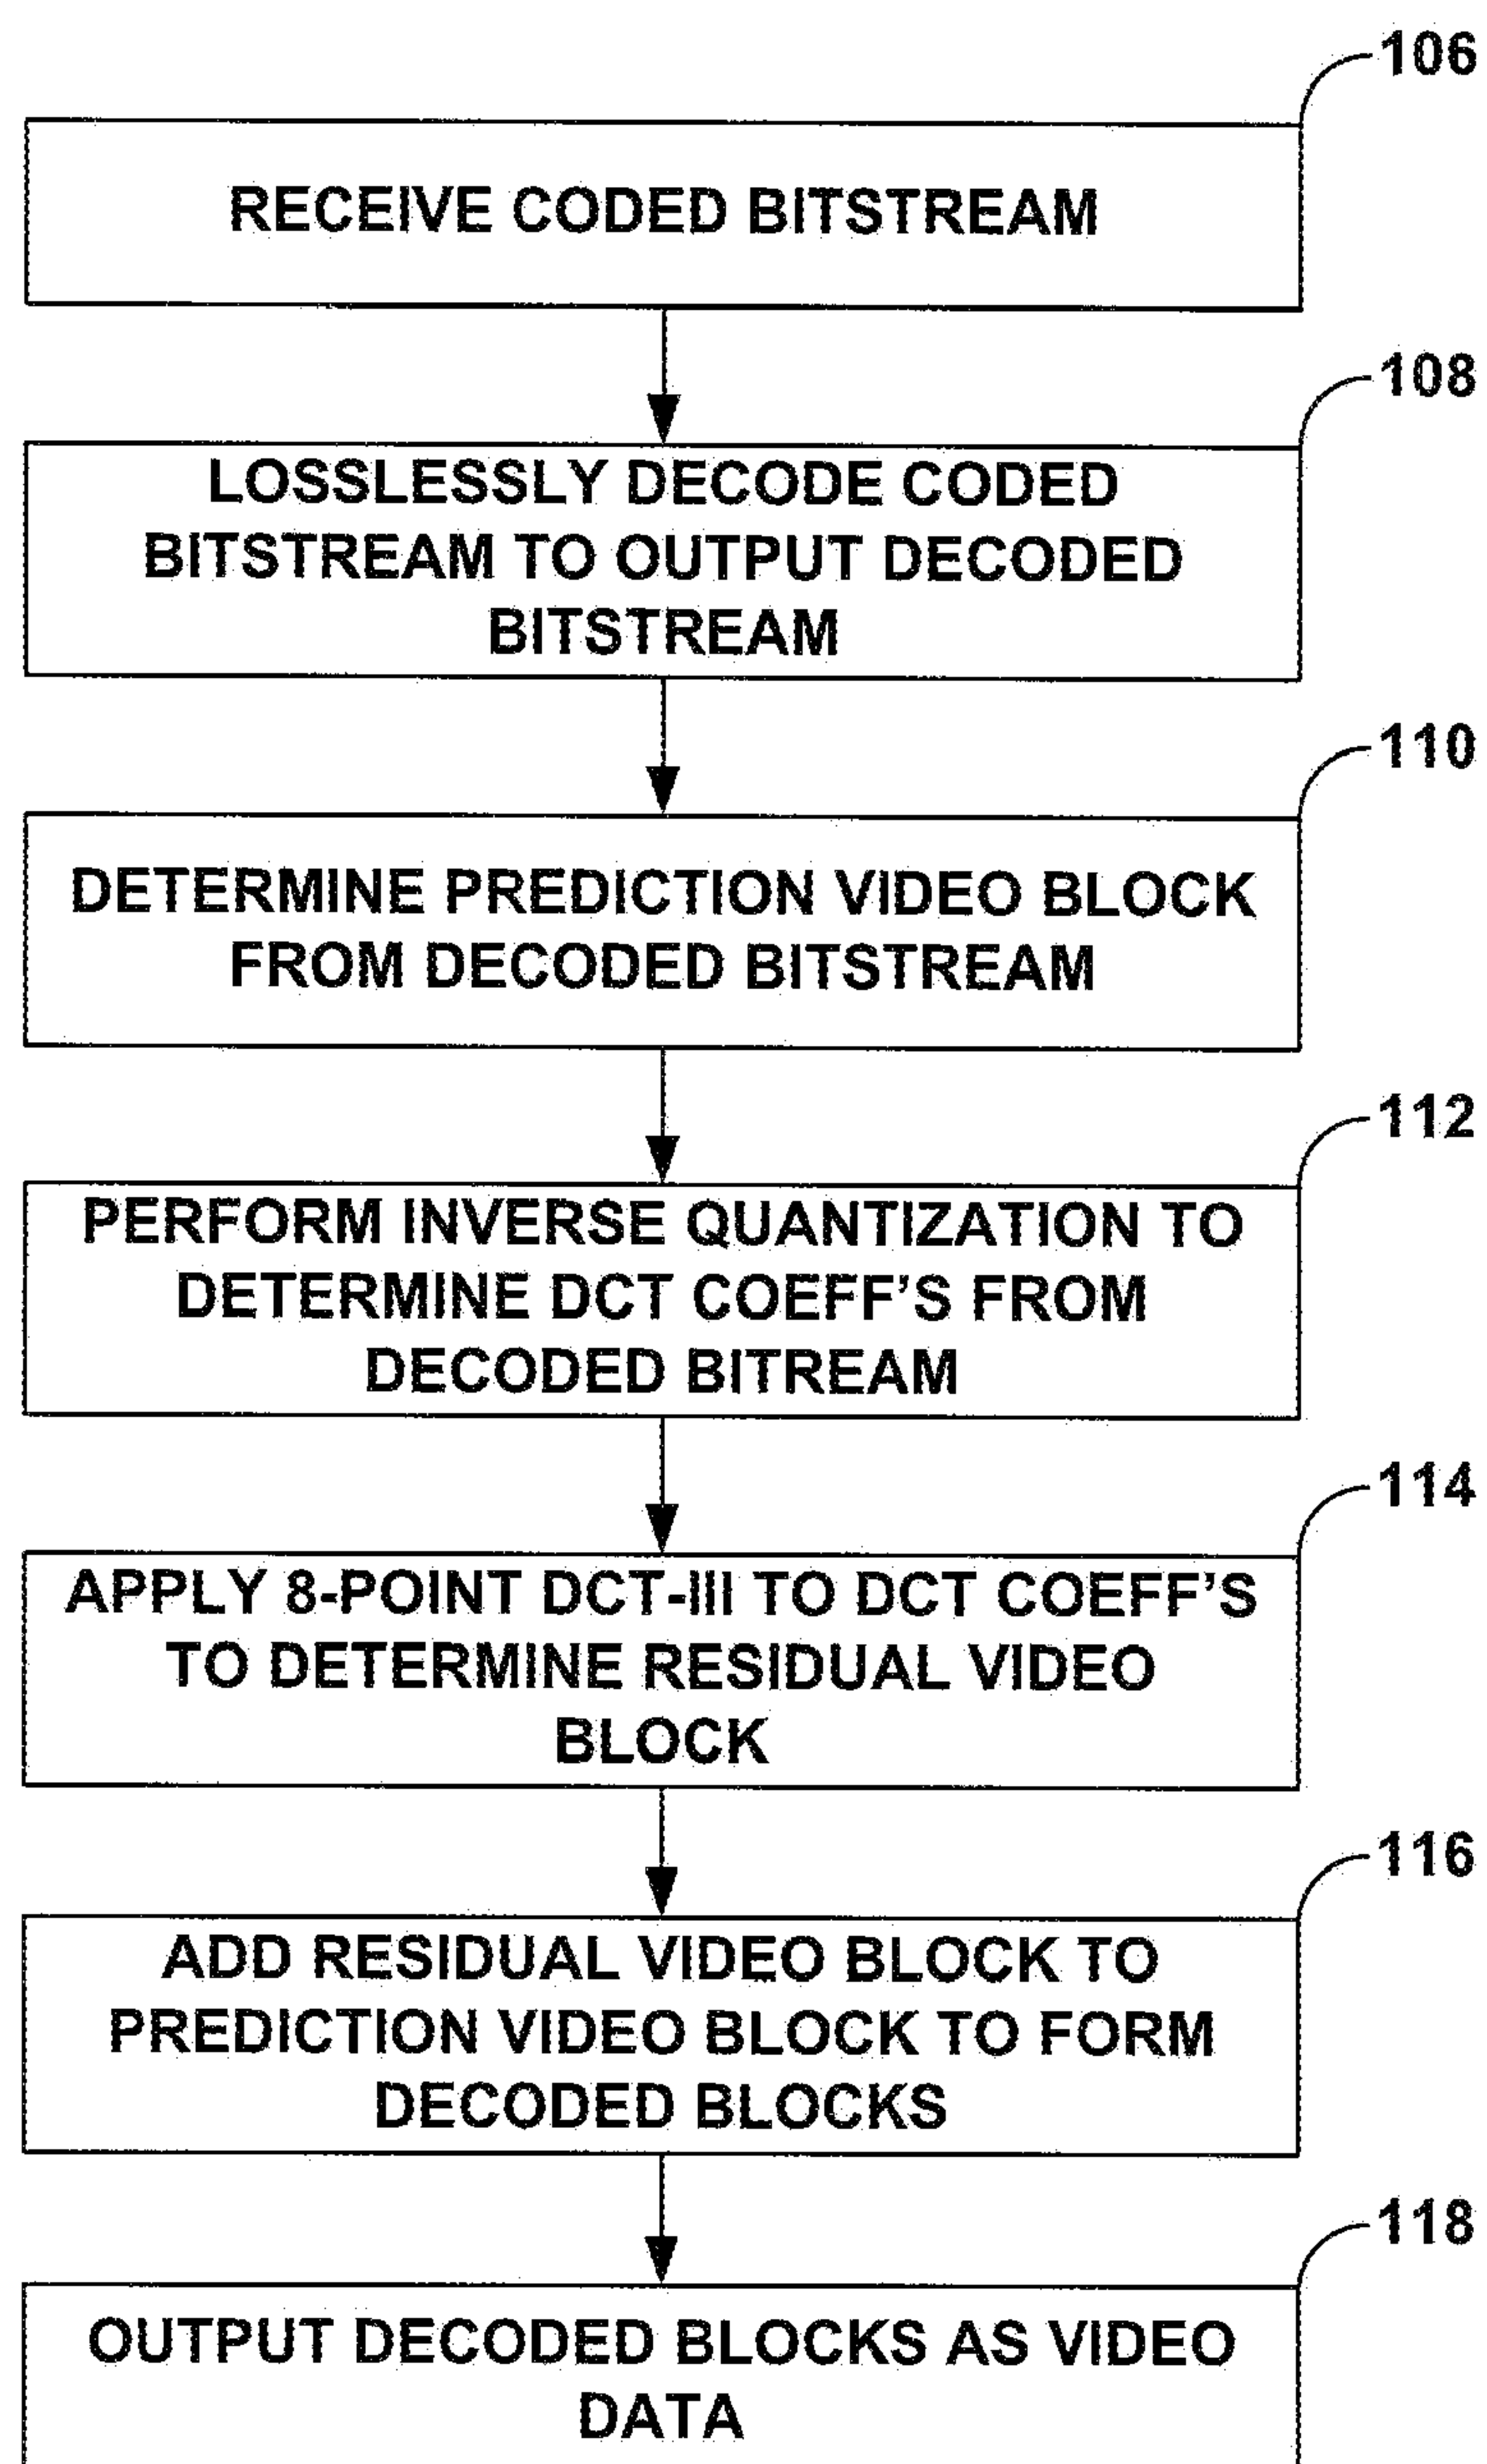 106
RECEIVE CODED BITSTREAM
108
LOSSLESSLY DECODE CODED
BITSTREAM TO OUTPUT DECODED
BITSTREAM
110
DETERMINE PREDICTION VIDEO BLOCK
FROM DECODED BITSTREAM
112
PERFORM INVERSE QUANTIZATION TO
DETERMINE DCT COEFF'S FROM
DECODED BITREAM
114
APPLY 8-POINT DCT-III TO DCT COEFF'S
TO DETERMINE RESIDUAL VIDEO
BLOCK
116
ADD RESIDUAL VIDEO BLOCK TO
PREDICTION VIDEO BLOCK TO FORM
DECODED BLOCKS
118
OUTPUT DECODED BLOCKS AS VIDEO
DATA